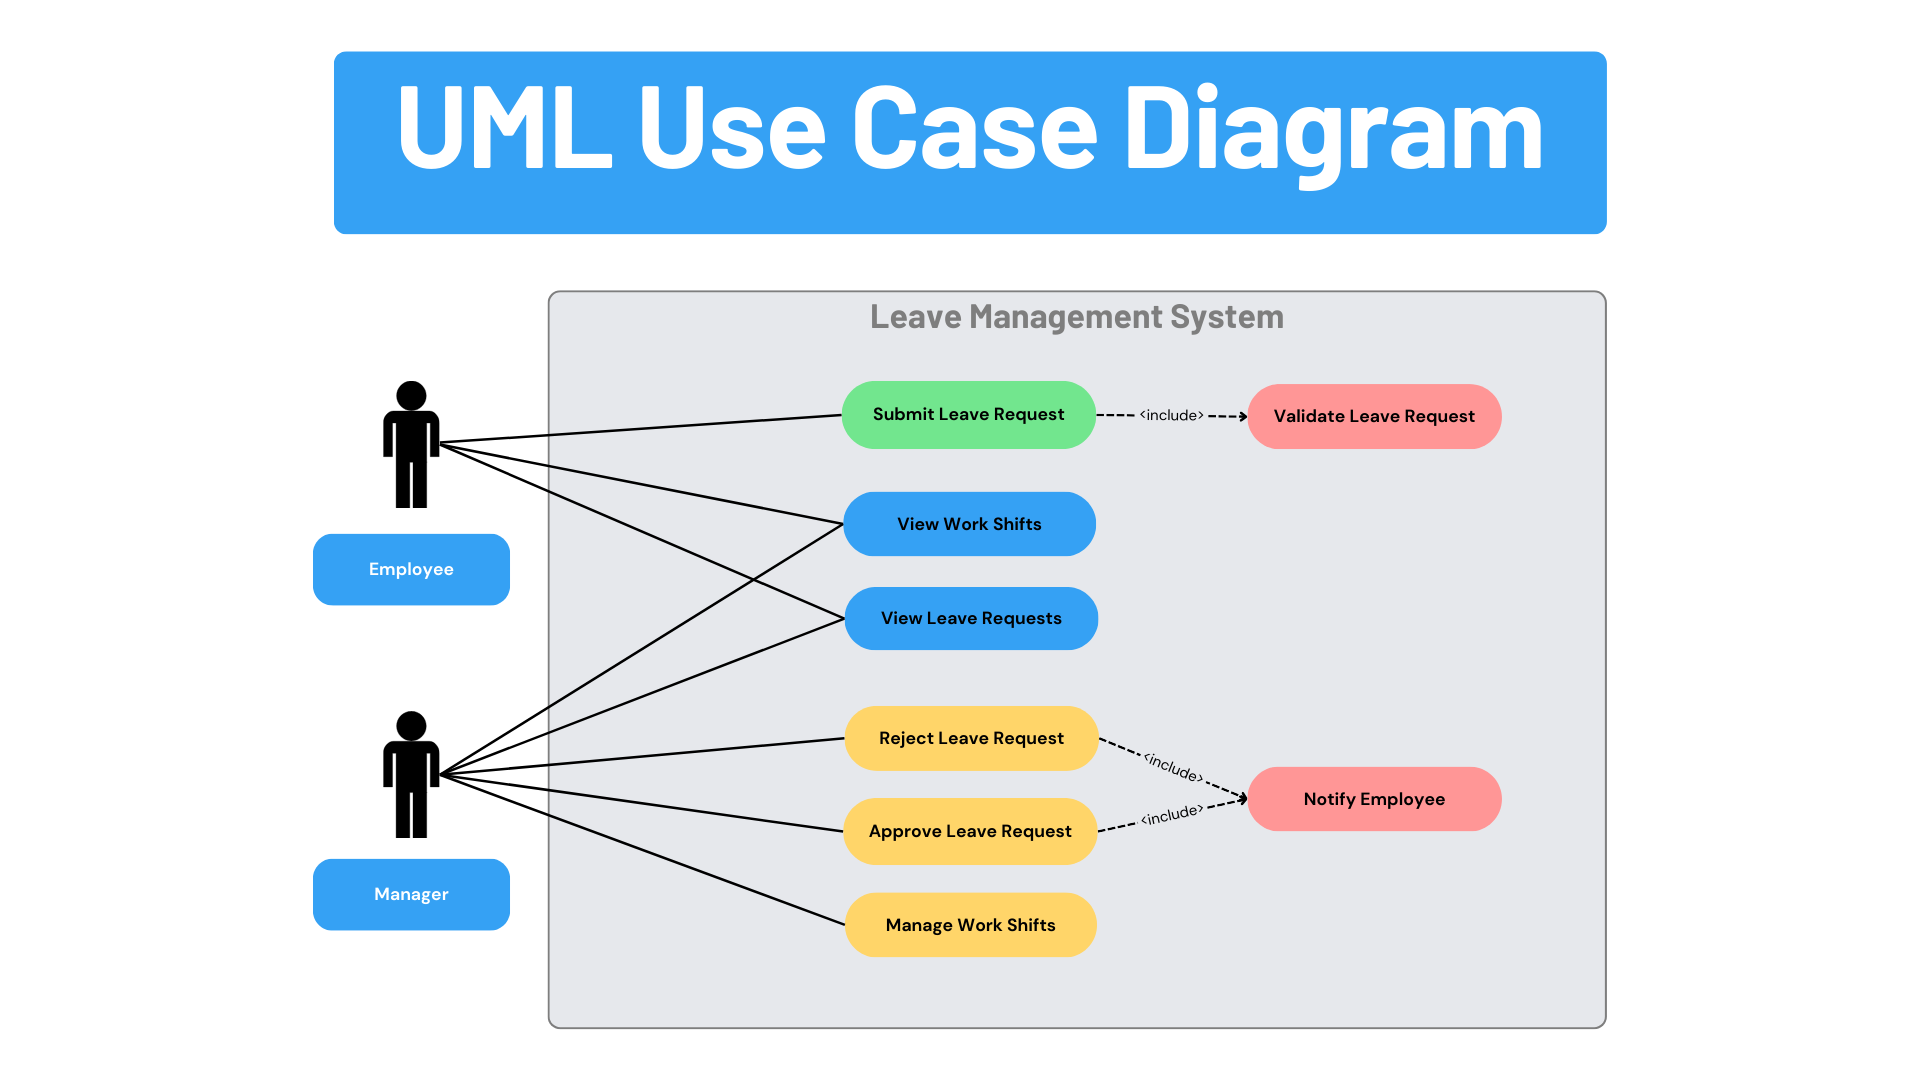 UML Use Case Diagram
Leave Management System
Submit Leave Request
<include>
Validate Leave Request
View Work Shifts
Employee
View Leave Requests
Reject Leave Request
<include>
Notify Employee
<include>
Approve Leave Request
Manager
Manage Work Shifts